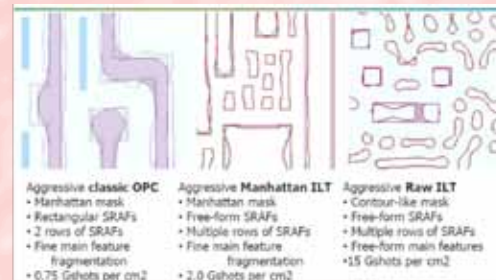 Aggressive classic OPC
• Manhattan mask
• Rectangular SRAFs
• 2 rows of SRAFs
• Fine main feature
fragmentation
• 0.75 Gshots per cm2
Aggressive Manhattan ILT
• Manhattan mask
• Free-form SRAFs
• Multiple rows of SRAFs
• Fine main feature
fragmentation
• 2.0 Gshots per cm2
Aggressive Raw ILT
• Contour-like mask
• Free-form SRAFs
• Multiple rows of SRAFs
• Free-form main features
•15 Gshots per cm2